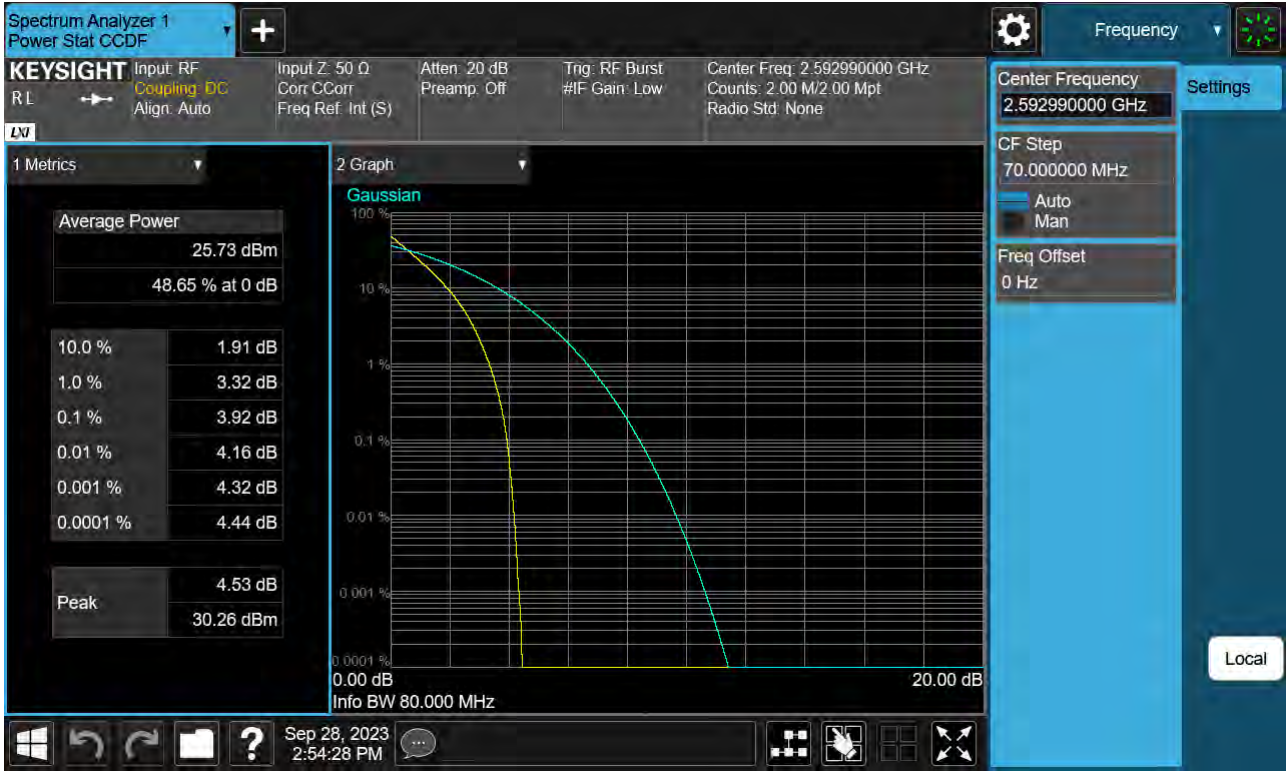 Spectrum Analyzer 1
Power Stat CCDF
Frequency
KEYSIGHT
RL
LXI
Input: RF
Coupling: DC
Align: Auto
Input Z: 50 Ω
Corr CCorr
Freq Ref: Int (S)
Atten: 20 dB
Preamp: Off
Trig: RF Burst
#IF Gain: Low
Center Freq: 2.592990000 GHz
Counts: 2.00 M/2.00 Mpt
Radio Std: None
Center Frequency
2.592990000 GHz
Settings
CF Step
70.000000 MHz
Auto
Man
Freq Offset
0 Hz
Local
1 Metrics
Average Power
25.73 dBm
48.65 % at 0 dB
10.0 % 1.91 dB
1.0 % 3.32 dB
0.1 % 3.92 dB
0.01 % 4.16 dB
0.001 % 4.32 dB
0.0001 % 4.44 dB
Peak
4.53 dB
30.26 dBm
2 Graph
Gaussian
100 %
10 %
1 %
0.1 %
0.01 %
0.001 %
0.0001 %
0.00 dB 20.00 dB
Info BW 80.000 MHz
?
Sep 28, 2023
2:54:28 PM